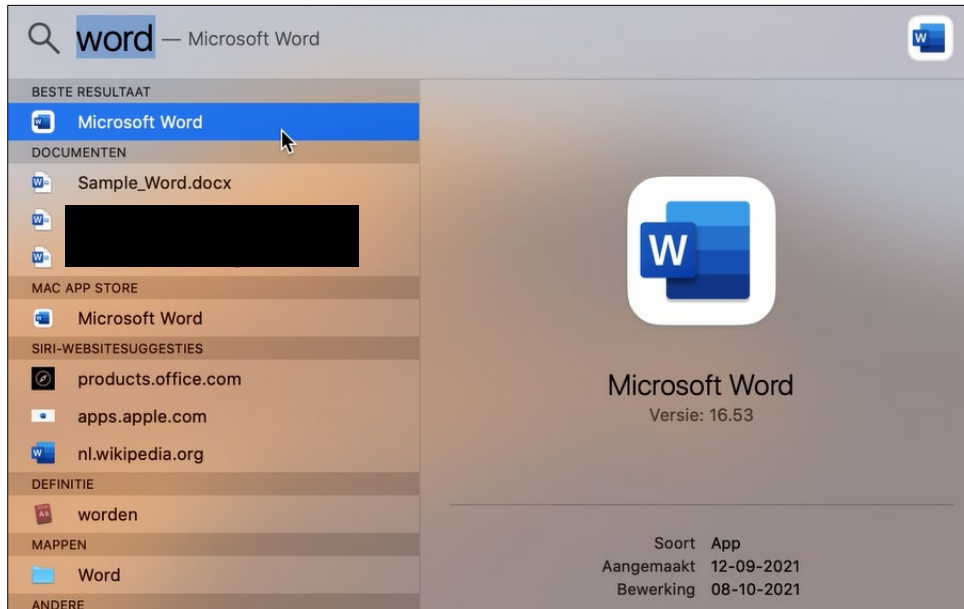 word — Microsoft Word
BESTE RESULTAAT
Microsoft Word
DOCUMENTEN
Sample_Word.docx
MAC APP STORE
Microsoft Word
SIRI-WEBSITESUGGESTIES
products.office.com
apps.apple.com
nl.wikipedia.org
DEFINITIE
worden
MAPPEN
Word
ANDERE
Microsoft Word
Versie: 16.53
Soort App
Aangemaakt 12-09-2021
Bewerking 08-10-2021